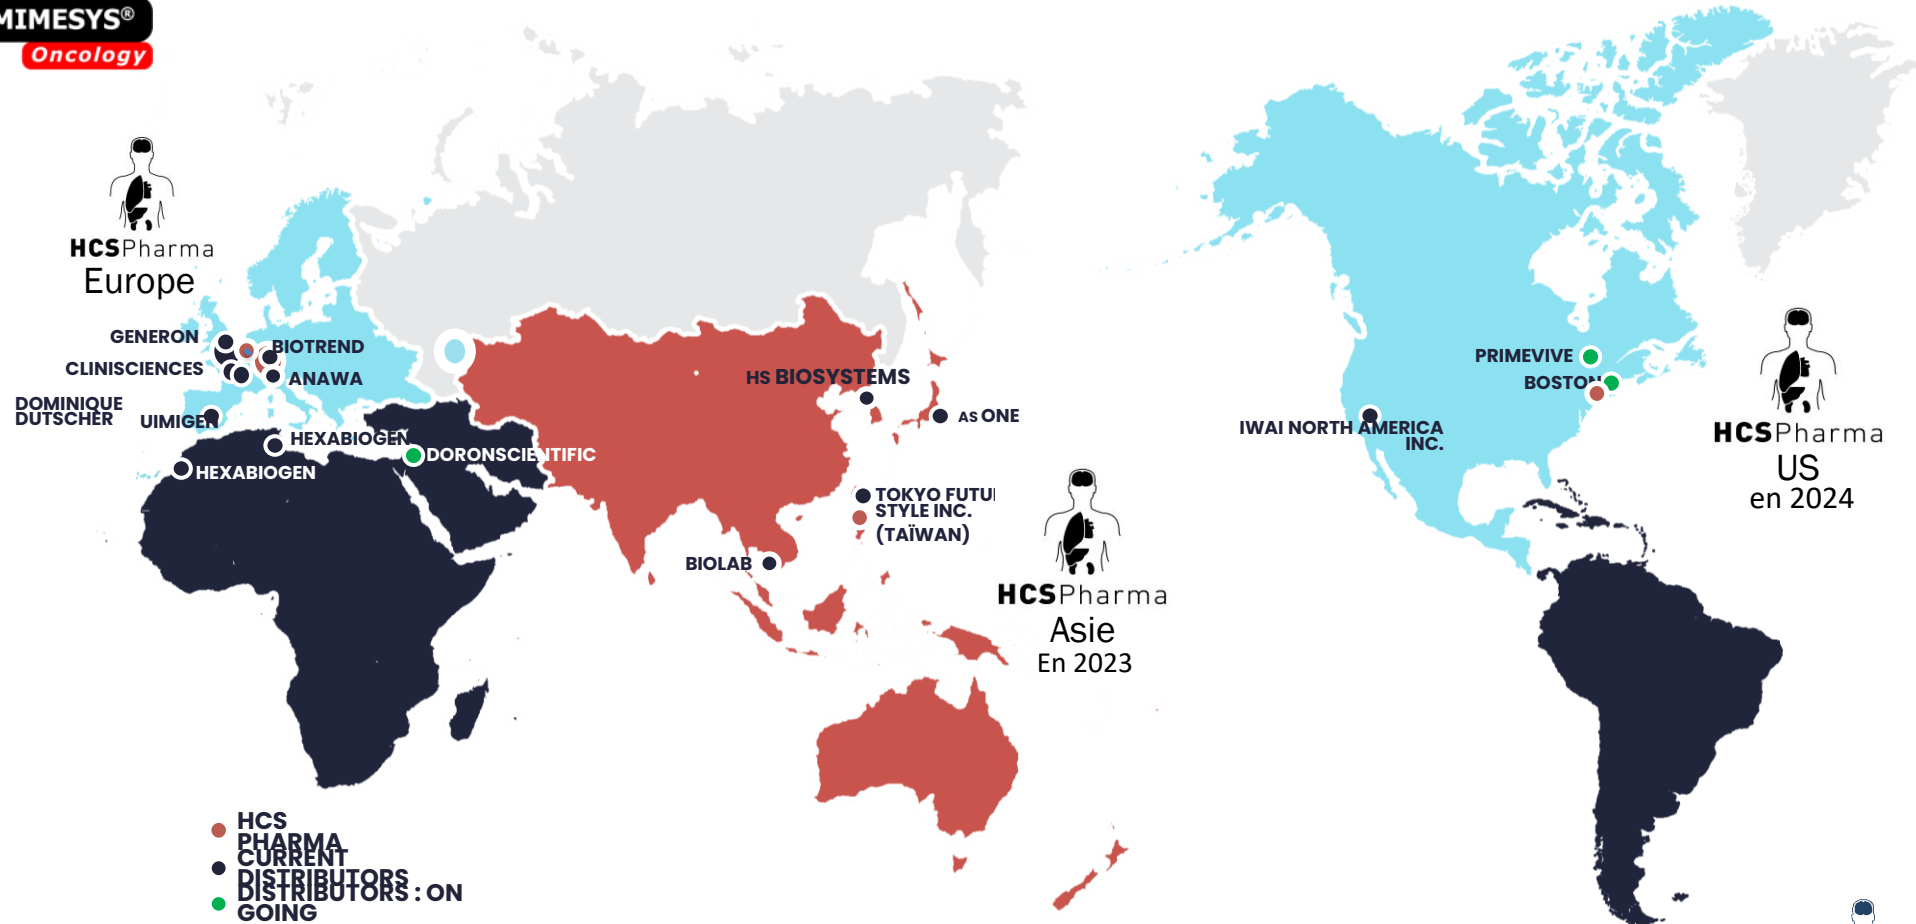 MIMESYS®
Oncology
HCSPharma
Europe
GENERON
BIOTREND
CLINISCIENCES
ANAWA
DOMINIQUE
DUTSCHER
UIMIGEN
HEXABIOGEN
HEXABIOGEN
DORONSCIENTIFIC
HS BIOSYSTEMS
AS ONE
TOKYO FUTU
STYLE INC.
(TAÏWAN)
BIOLAB
HCSPharma
Asie
En 2023
PRIMEVIVE
BOSTON
IWAI NORTH AMERICA
INC.
HCSPharma
US
en 2024
HCS
PHARMA
CURRENT
DISTRIBUTORS
DISTRIBUTORS : ON
GOING